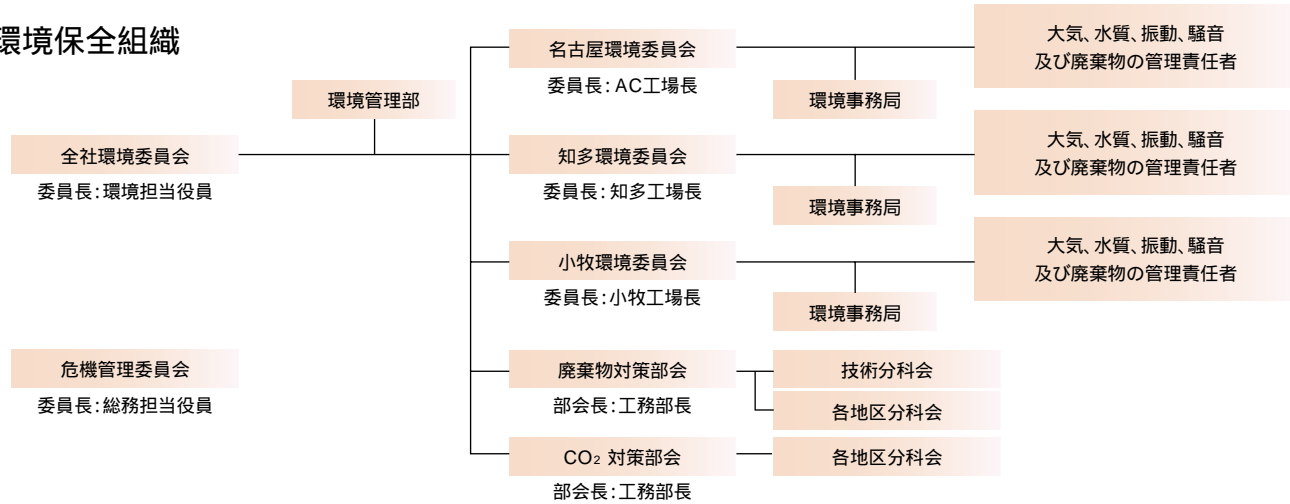 環境保全組織
環境管理部
全社環境委員会
委員長：環境担当役員
危機管理委員会
委員長：総務担当役員
名古屋環境委員会
委員長：AC工場長
環境事務局
大気、水質、振動、騒音
及び廃棄物の管理責任者
知多環境委員会
委員長：知多工場長
環境事務局
大気、水質、振動、騒音
及び廃棄物の管理責任者
小牧環境委員会
委員長：小牧工場長
環境事務局
大気、水質、振動、騒音
及び廃棄物の管理責任者
廃棄物対策部会
部会長：工務部長
技術分科会
各地区分科会
CO₂ 対策部会
部会長：工務部長
各地区分科会